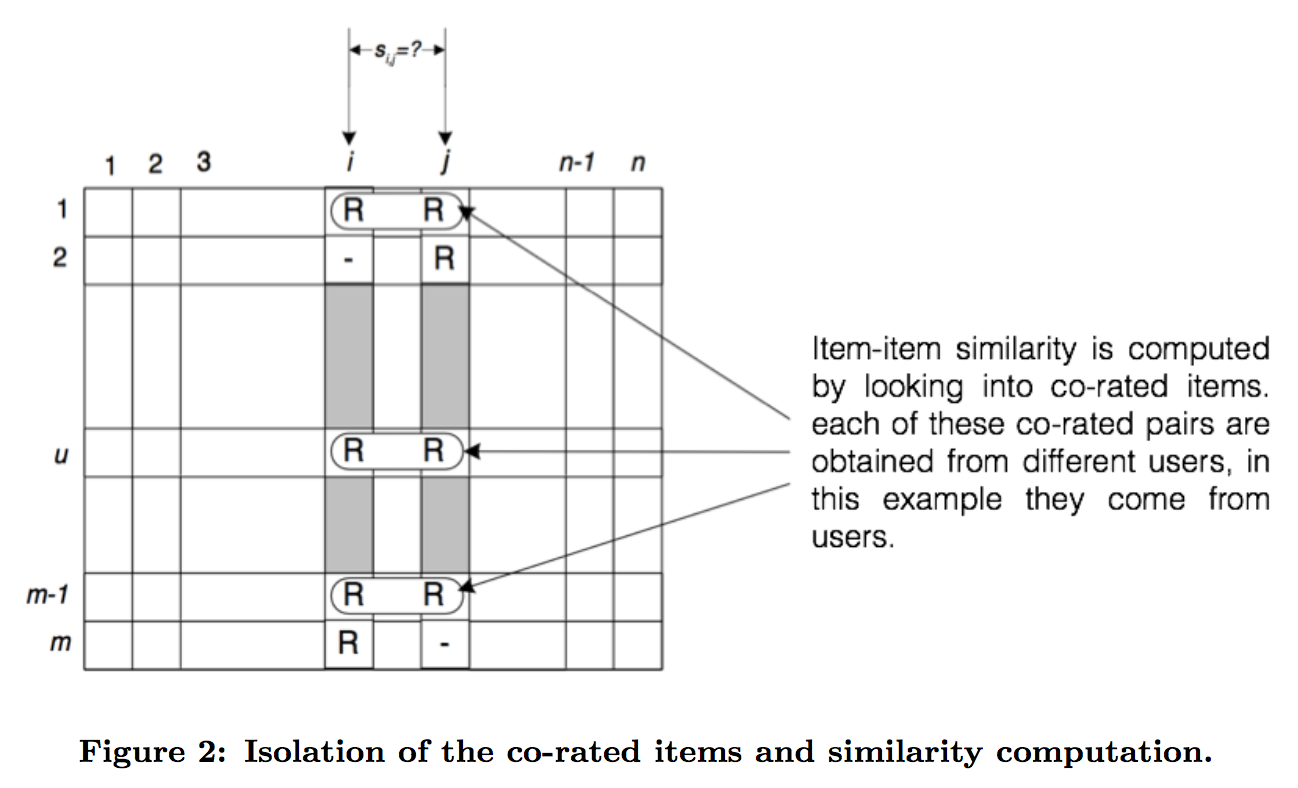 s_{i,j}=?
1 2 3 i j n-1 n
1 R R
2 - R
u R R
m-1 R R
m R -
Item-item similarity is computed
by looking into co-rated items.
each of these co-rated pairs are
obtained from different users, in
this example they come from
users.
Figure 2: Isolation of the co-rated items and similarity computation.